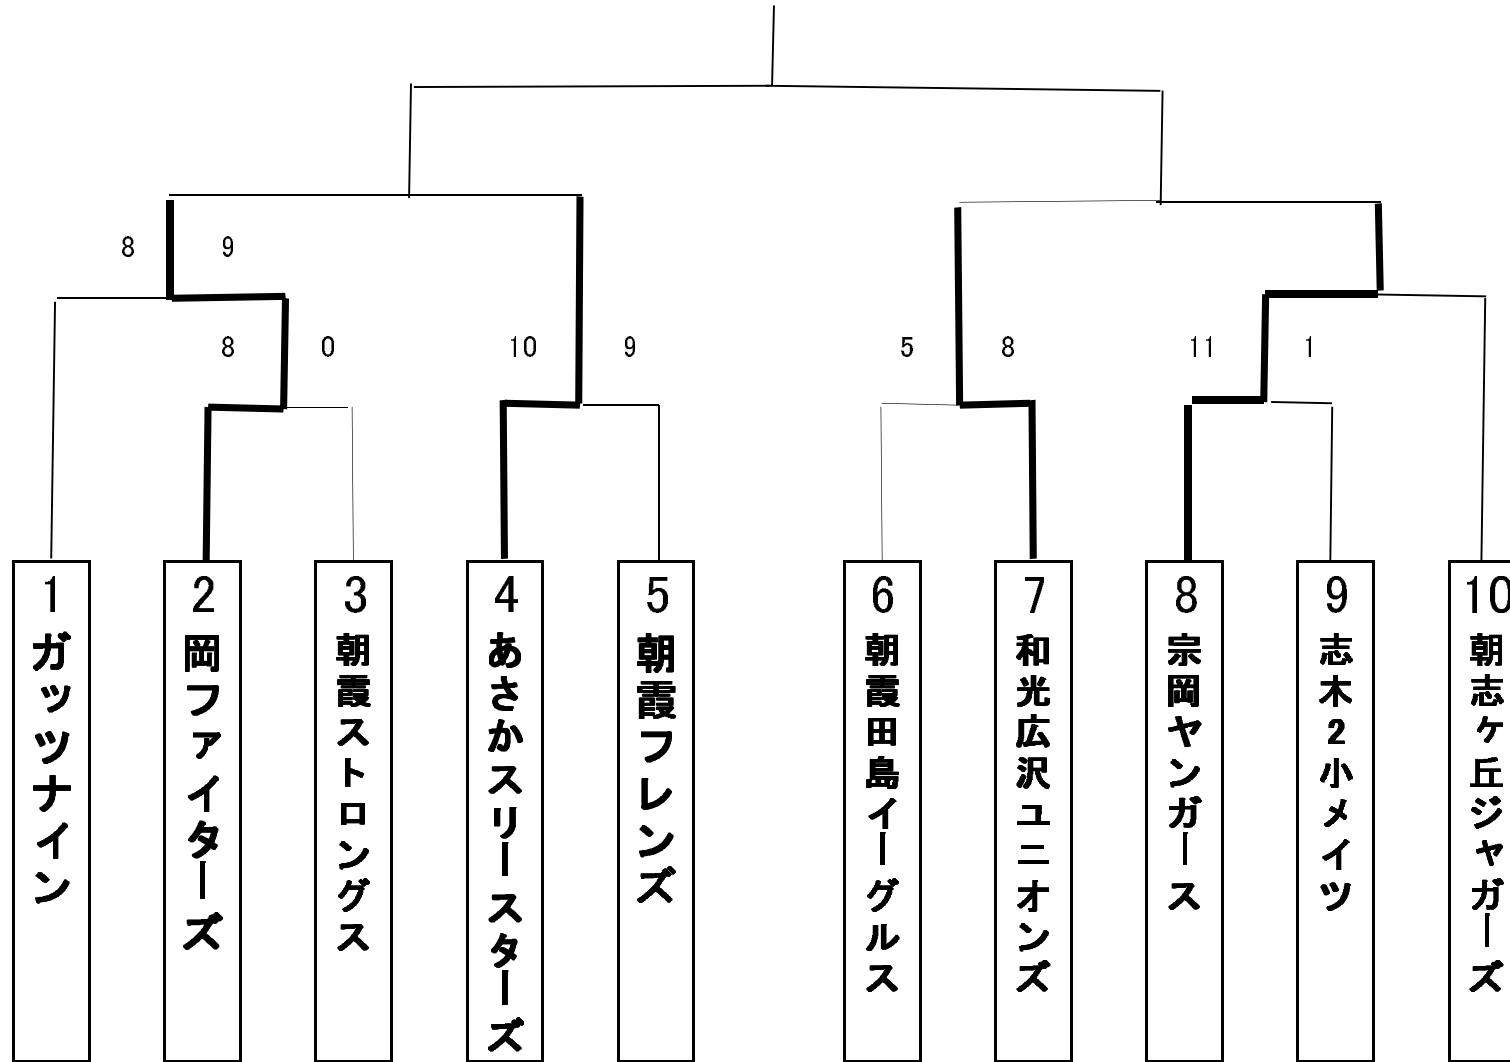 8 9
8 0 10 9 5 8 11 1
1 ガッツナイン
2 岡ファイターズ
3 朝霞ストロングス
4 あさかスリースターズ
5 朝霞フレンズ
6 朝霞田島イーグルス
7 和光広沢ユニオンズ
8 宗岡ヤンガース
9 志木2小メイツ
10 朝志ケ丘ジャガーズ